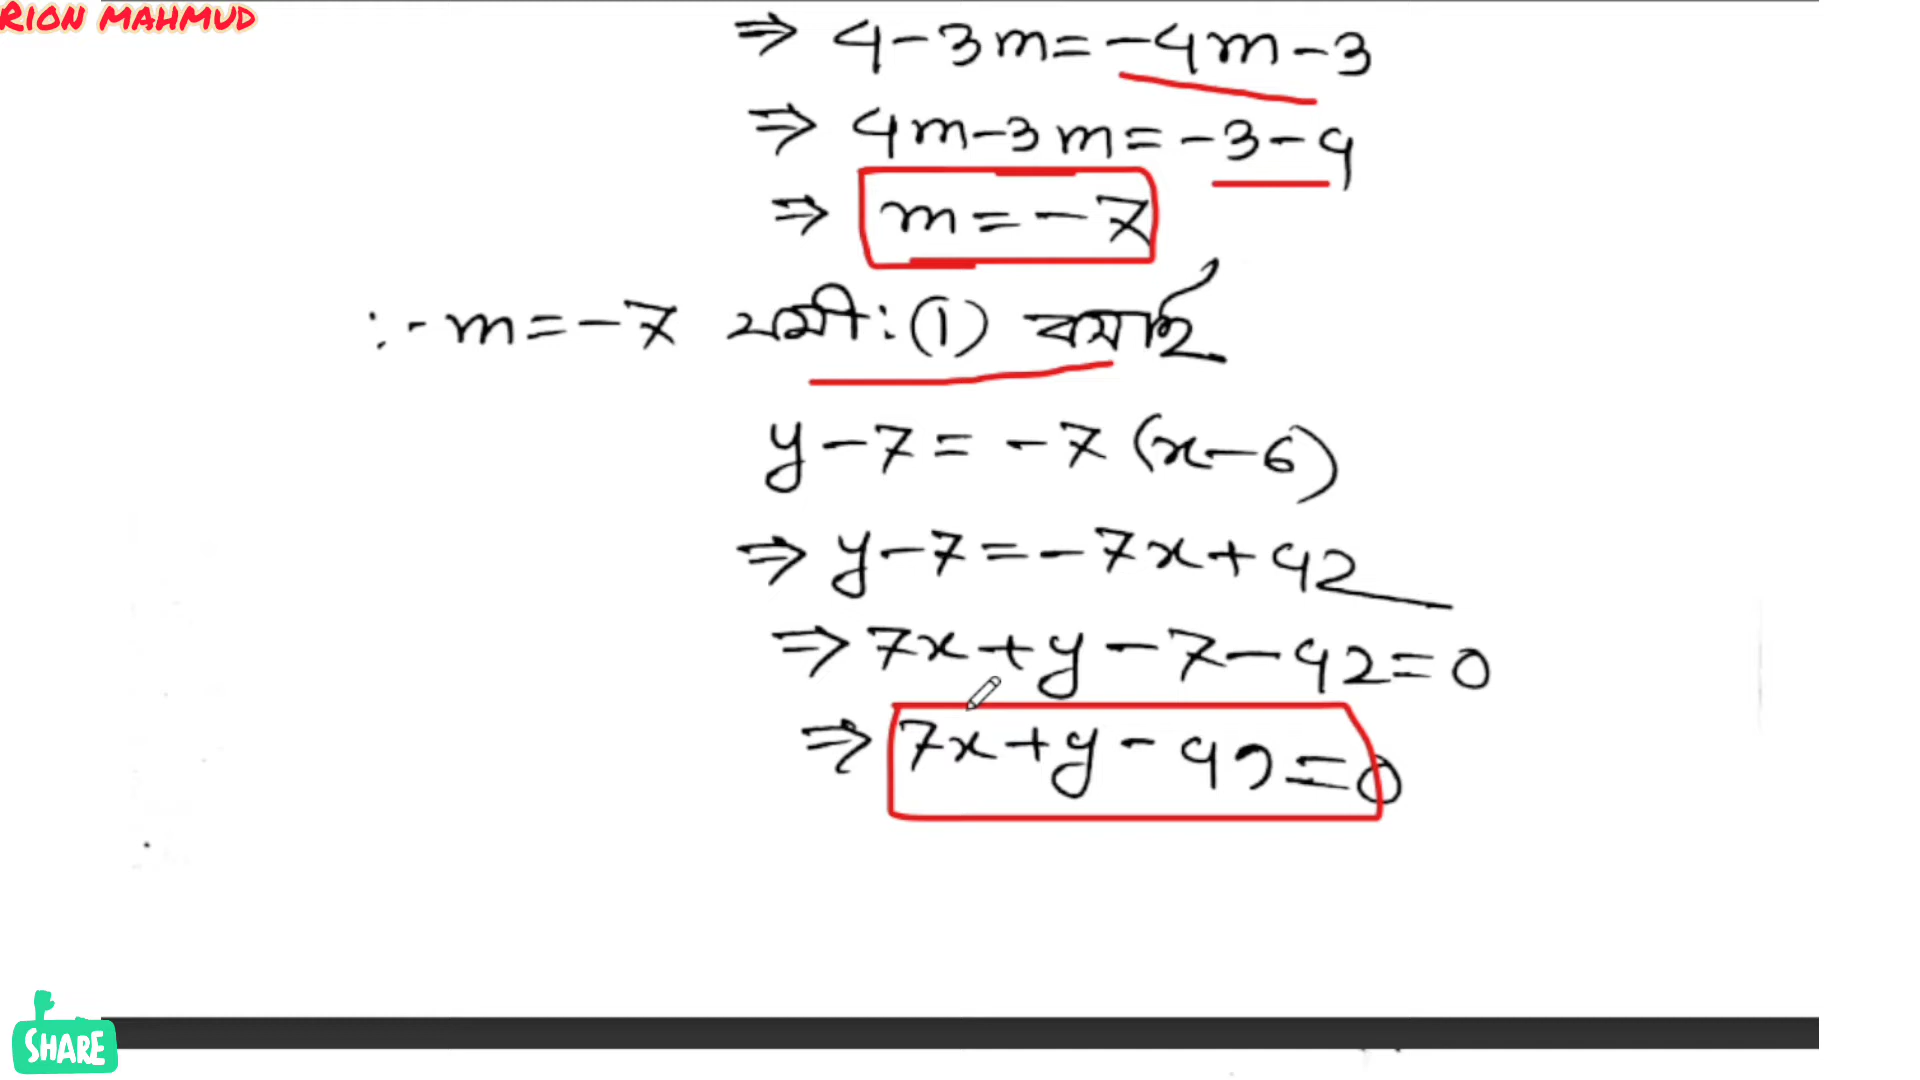 RION MAHMUD
⇒ 4-3m=-4m-3
⇒ 4m-3m=-3-4
⇒ m=-7
∴ m=-7 সমী:(1) বসাই
y-7=-7(x-6)
⇒ y-7=-7x+42
⇒ 7x+y-7-42=0
⇒ 7x+y-49=0
SHARE